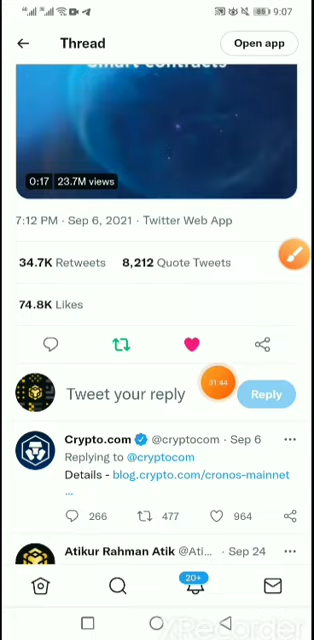 9:07
Thread
Open app
Smart contracts
0:17 23.7M views
7:12 PM · Sep 6, 2021 · Twitter Web App
34.7K Retweets 8,212 Quote Tweets
74.8K Likes
Tweet your reply
01:44
Reply
Crypto.com @cryptocom · Sep 6
Replying to @cryptocom
Details - blog.crypto.com/cronos-mainnet
...
266 477 964
Atikur Rahman Atik @Ati... · Sep 24
20+
XRecorder